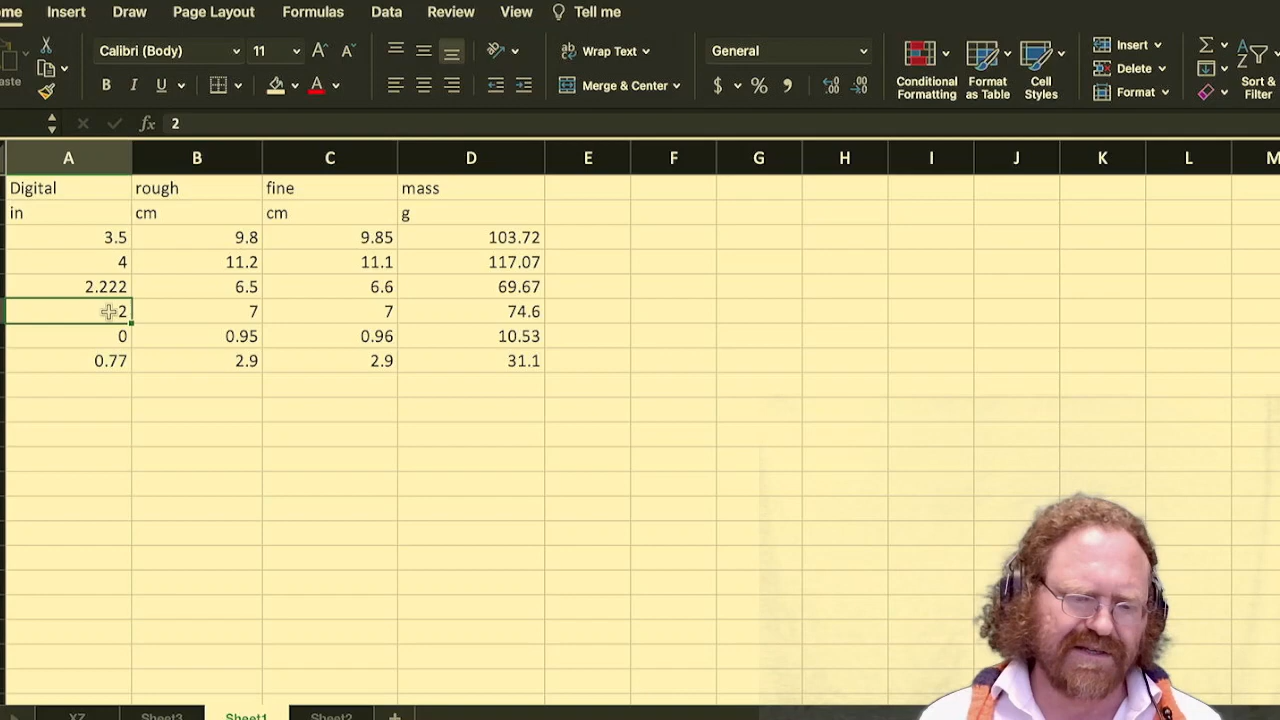 ome Insert Draw Page Layout Formulas Data Review View Tell me
Calibri (Body) 11 A A Wrap Text General Insert Σ
aste B I U A Merge & Center $ % Conditional Formatting Format as Table Cell Styles Delete Format Sort & Filter
fx 2
A B C D E F G H I J K L M
Digital rough fine mass
in cm cm g
3.5 9.8 9.85 103.72
4 11.2 11.1 117.07
2.222 6.5 6.6 69.67
2 7 7 74.6
0 0.95 0.96 10.53
0.77 2.9 2.9 31.1
XZ Sheet3 Sheet1 Sheet2 +